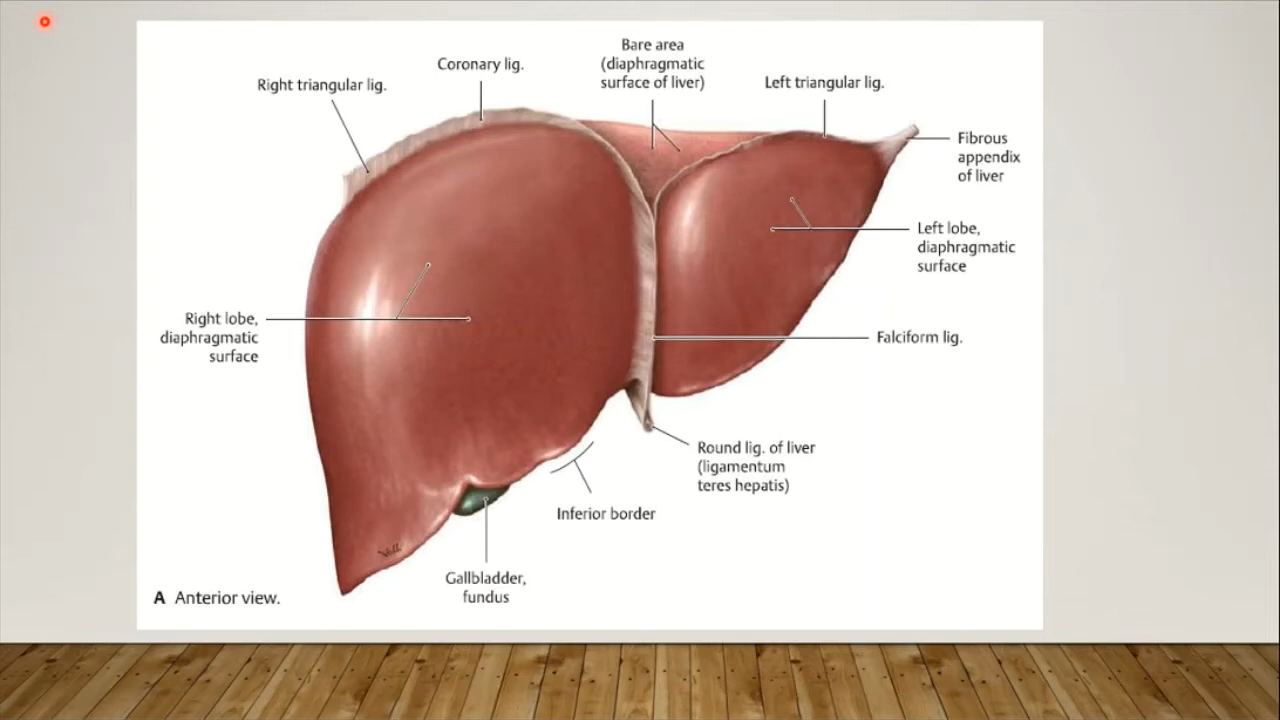 Bare area
(diaphragmatic
surface of liver)
Coronary lig.
Right triangular lig.
Left triangular lig.
Fibrous
appendix
of liver
Left lobe,
diaphragmatic
surface
Right lobe,
diaphragmatic
surface
Falciform lig.
Round lig. of liver
(ligamentum
teres hepatis)
Inferior border
Voll
Gallbladder,
fundus
A Anterior view.